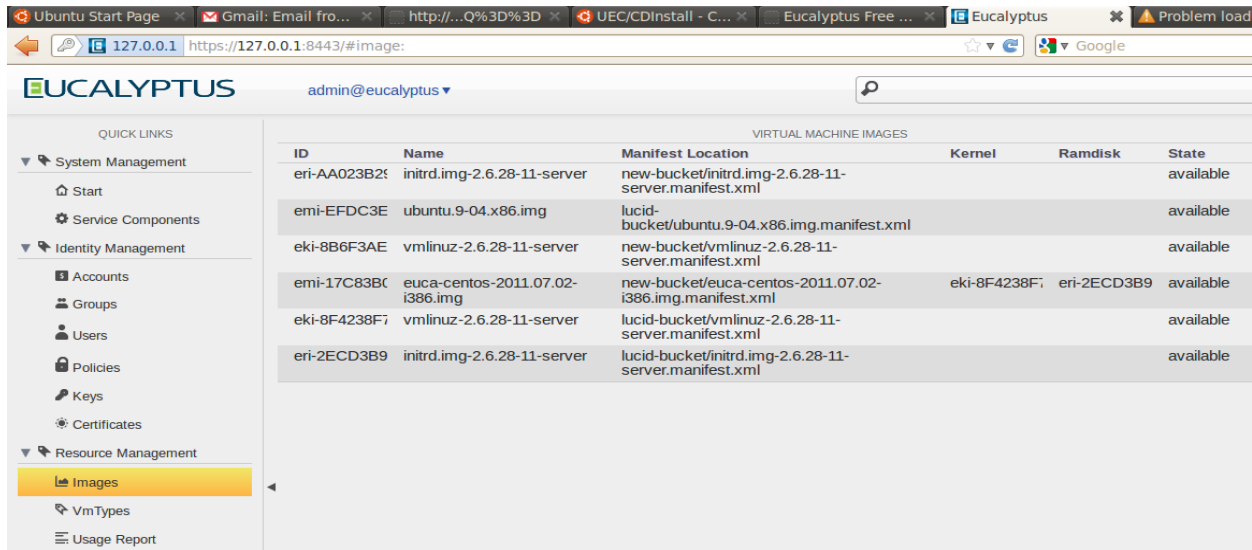 Ubuntu Start Page Gmail: Email fro... http://...Q%3D%3D UEC/CDInstall - C... Eucalyptus Free ... Eucalyptus Problem load
127.0.0.1 https://127.0.0.1:8443/#image: Google
EUCALYPTUS admin@eucalyptus
QUICK LINKS
System Management
Start
Service Components
Identity Management
Accounts
Groups
Users
Policies
Keys
Certificates
Resource Management
Images
VmTypes
Usage Report
VIRTUAL MACHINE IMAGES
ID Name Manifest Location Kernel Ramdisk State
eri-AA023B29 initrd.img-2.6.28-11-server new-bucket/initrd.img-2.6.28-11- available
server.manifest.xml
emi-EFDC3E ubuntu.9-04.x86.img lucid- available
bucket/ubuntu.9-04.x86.img.manifest.xml
eki-8B6F3AE vmlinuz-2.6.28-11-server new-bucket/vmlinuz-2.6.28-11- available
server.manifest.xml
emi-17C83B0 euca-centos-2011.07.02- new-bucket/euca-centos-2011.07.02- eki-8F4238F7 eri-2ECD3B9 available
i386.img i386.img.manifest.xml
eki-8F4238F7 vmlinuz-2.6.28-11-server lucid-bucket/vmlinuz-2.6.28-11- available
server.manifest.xml
eri-2ECD3B9 initrd.img-2.6.28-11-server lucid-bucket/initrd.img-2.6.28-11- available
server.manifest.xml